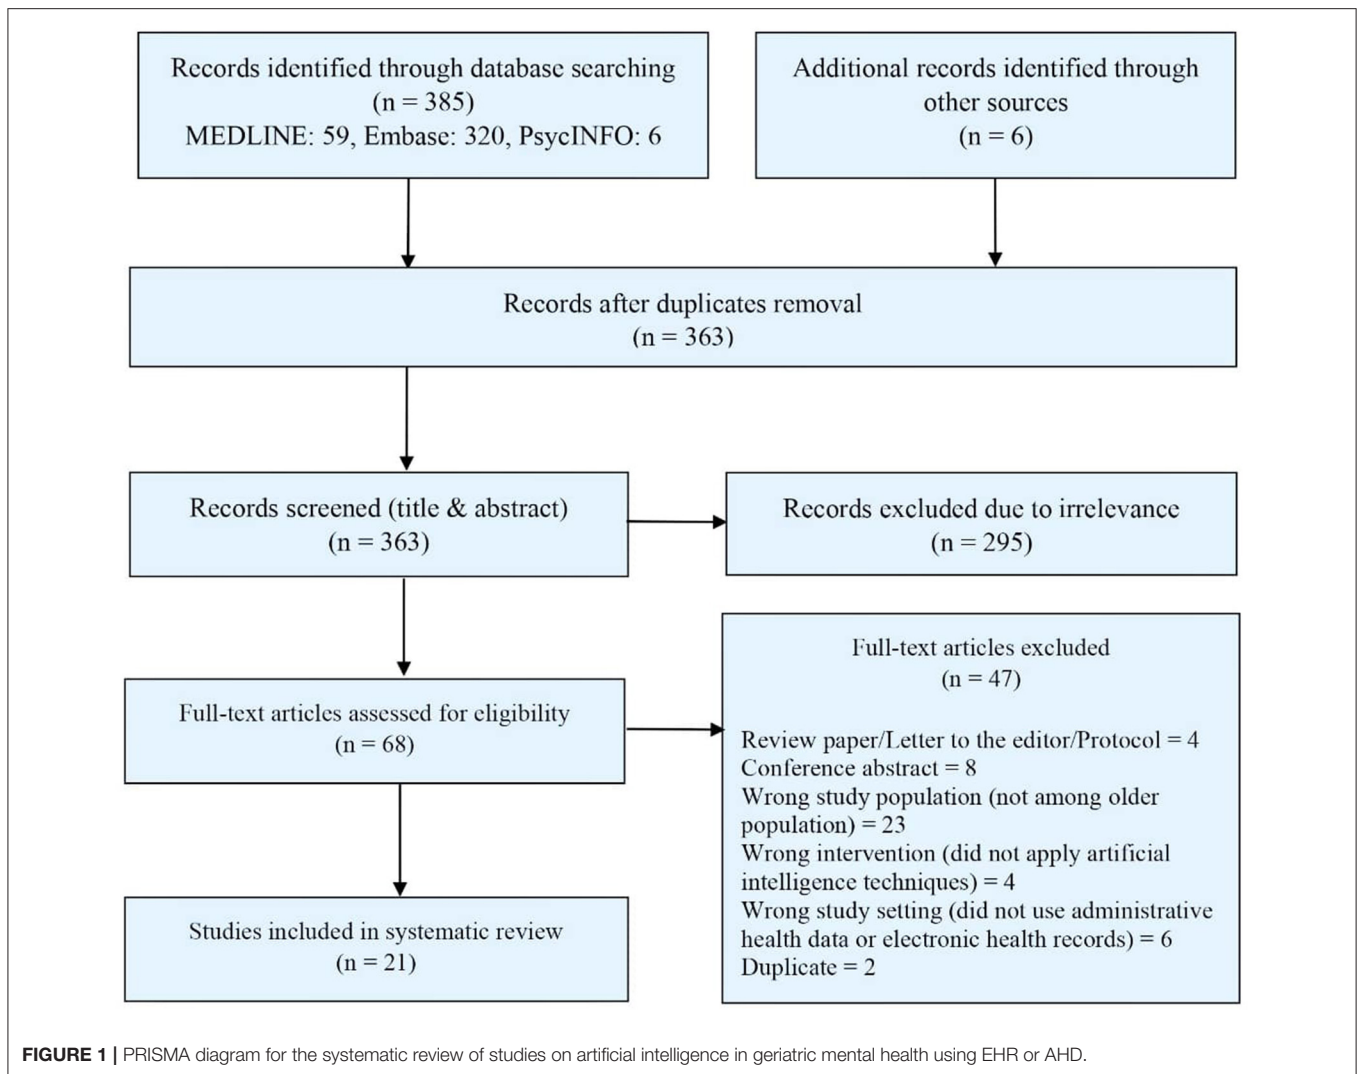 Records identified through database searching
(n = 385)
MEDLINE: 59, Embase: 320, PsycINFO: 6
Additional records identified through
other sources
(n = 6)
Records after duplicates removal
(n = 363)
Records screened (title & abstract)
(n = 363)
Records excluded due to irrelevance
(n = 295)
Full-text articles assessed for eligibility
(n = 68)
Full-text articles excluded
(n = 47)
Review paper/Letter to the editor/Protocol = 4
Conference abstract = 8
Wrong study population (not among older
population) = 23
Wrong intervention (did not apply artificial
intelligence techniques) = 4
Wrong study setting (did not use administrative
health data or electronic health records) = 6
Duplicate = 2
Studies included in systematic review
(n = 21)
FIGURE 1 | PRISMA diagram for the systematic review of studies on artificial intelligence in geriatric mental health using EHR or AHD.